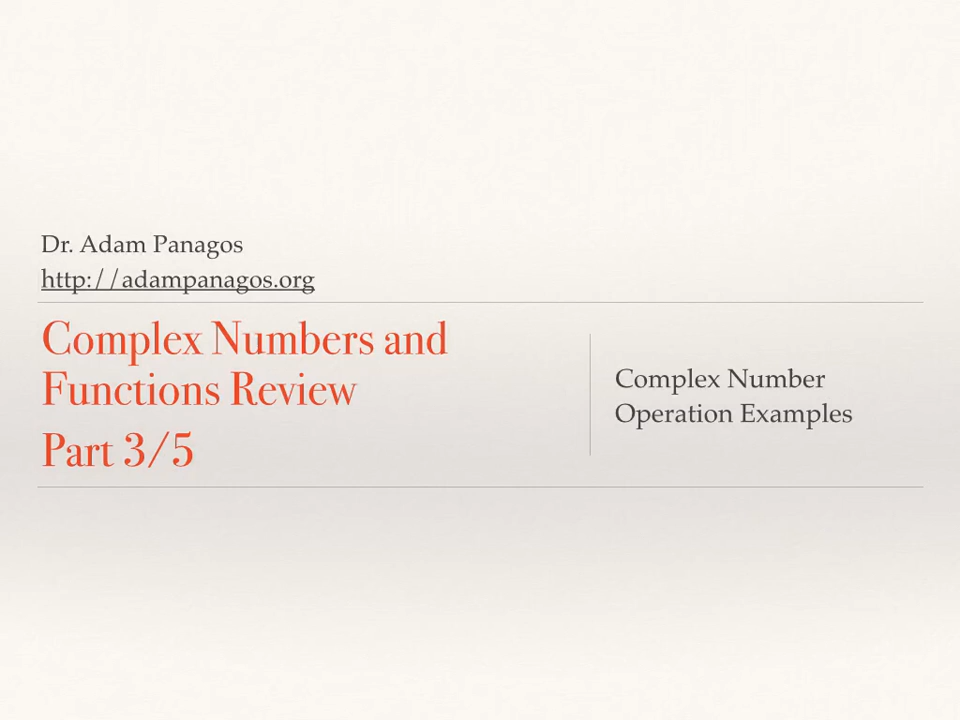 Dr. Adam Panagos
http://adampanagos.org
Complex Numbers and
Functions Review
Part 3/5
Complex Number
Operation Examples